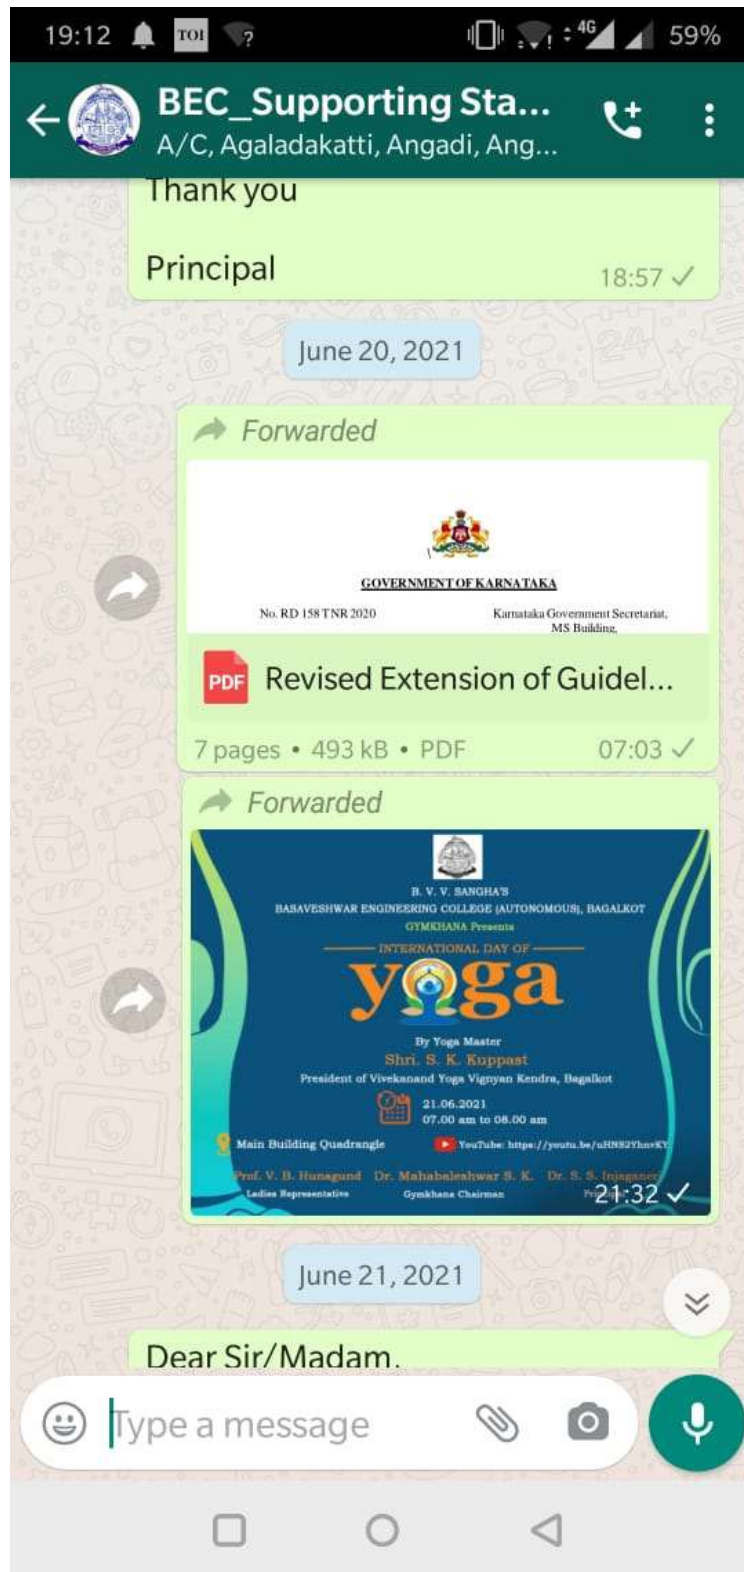 19:12 TOI ? 4G 59%
BEC_Supporting Sta...
A/C, Agaladakatti, Angadi, Ang...
Thank you
Principal
18:57
June 20, 2021
Forwarded
GOVERNMENT OF KARNATAKA
No. RD 158 TNR 2020 Karnataka Government Secretariat,
MS Building,
PDF Revised Extension of Guidel...
7 pages • 493 kB • PDF 07:03
Forwarded
B. V. V. SANGHA'S
BASAVESHWAR ENGINEERING COLLEGE (AUTONOMOUS), BAGALKOT
GYMKHANA Presents
INTERNATIONAL DAY OF
yoga
By Yoga Master
Shri. S. K. Kuppast
President of Vivekanand Yoga Vignyan Kendra, Bagalkot
21.06.2021
07.00 am to 08.00 am
Main Building Quadrangle YouTube: https://youtu.be/
Prof. V. B. Hunagund Dr. Mahabaleshwar S. K. Dr. S. S. Injaganeri
Ladies Representative Gymkhana Chairman
21:32
June 21, 2021
Dear Sir/Madam,
Type a message